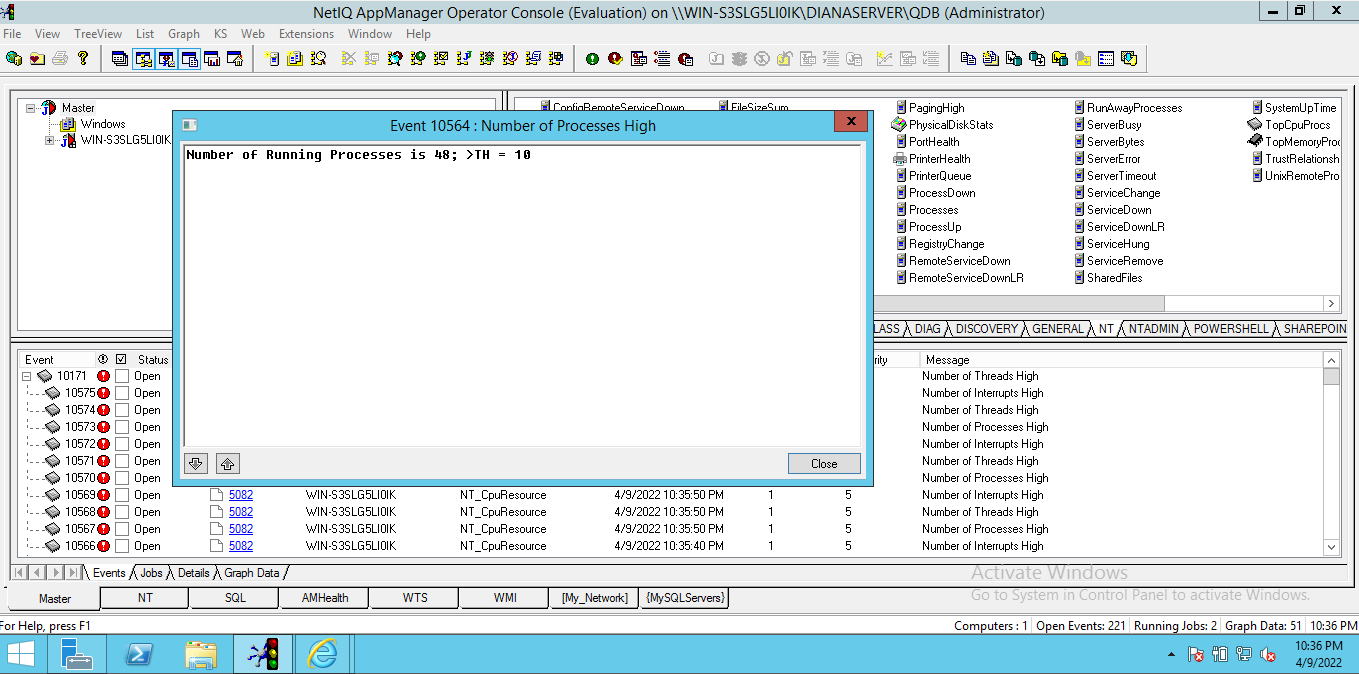 NetIQ AppManager Operator Console (Evaluation) on \\WIN-S3SLG5LI0IK\DIANASERVER\QDB (Administrator)
File View TreeView List Graph KS Web Extensions Window Help
Master
Windows
WIN-S3SLG5LI0IK
Event 10564 : Number of Processes High
x
Number of Running Processes is 48; >TH = 10
Close
ConfigRemoteServiceDown FileSizeSum PagingHigh RunAwayProcesses SystemUpTime
PhysicalDiskStats ServerBusy TopCpuProcs
PortHealth ServerBytes TopMemoryProc
PrinterHealth ServerError TrustRelationsh
PrinterQueue ServerTimeout UnixRemotePro
ProcessDown ServiceChange
Processes ServiceDown
ProcessUp ServiceDownLR
RegistryChange ServiceHung
RemoteServiceDown ServiceRemove
RemoteServiceDownLR SharedFiles
LASS DIAG DISCOVERY GENERAL NT NTADMIN POWERSHELL SHAREPOIN
Event Status rity Message
10171 Open Number of Threads High
10575 Open Number of Interrupts High
10574 Open Number of Threads High
10573 Open Number of Processes High
10572 Open Number of Interrupts High
10571 Open Number of Threads High
10570 Open Number of Processes High
10569 Open 5082 WIN-S3SLG5LI0IK NT_CpuResource 4/9/2022 10:35:50 PM 1 5 Number of Interrupts High
10568 Open 5082 WIN-S3SLG5LI0IK NT_CpuResource 4/9/2022 10:35:50 PM 1 5 Number of Threads High
10567 Open 5082 WIN-S3SLG5LI0IK NT_CpuResource 4/9/2022 10:35:40 PM 1 5 Number of Processes High
10566 Open 5082 WIN-S3SLG5LI0IK NT_CpuResource 4/9/2022 10:35:40 PM 1 5 Number of Interrupts High
Events Jobs Details Graph Data
Activate Windows
Go to System in Control Panel to activate Windows.
Master NT SQL AMHealth WTS WMI [My_Network] {MySQLServers}
For Help, press F1
Computers : 1 Open Events: 221 Running Jobs: 2 Graph Data: 51 10:36 PM
10:36 PM
4/9/2022